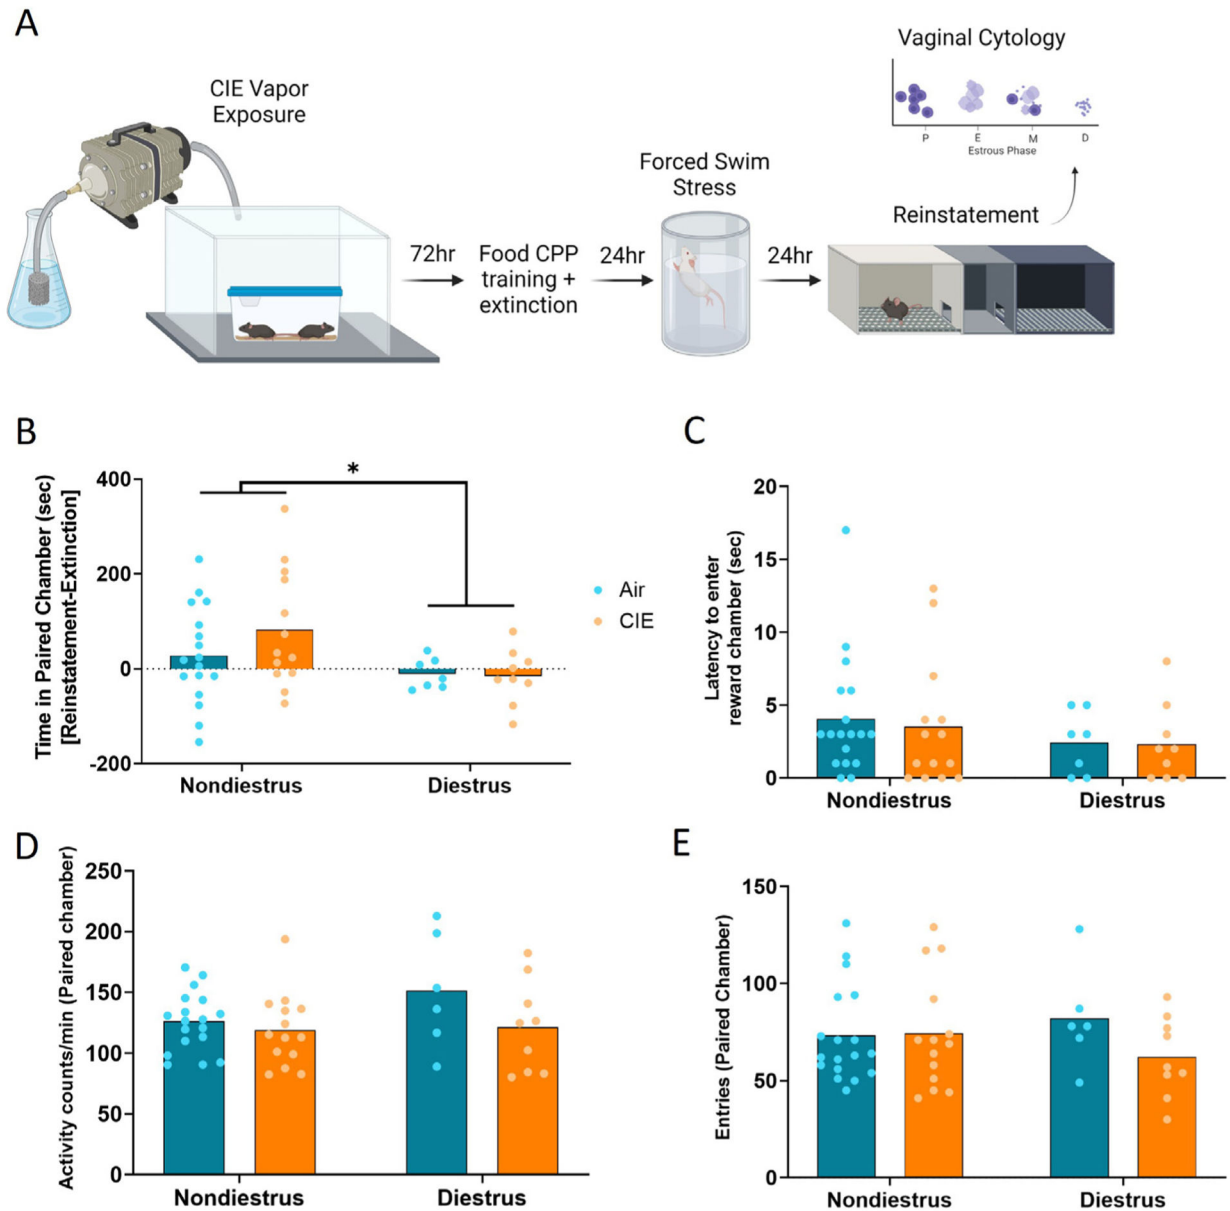 A
CIE Vapor
Exposure
72hr
Food CPP
training +
extinction
24hr
Forced Swim
Stress
24hr
Reinstatement
Vaginal Cytology
P E M D
Estrous Phase
B
Time in Paired Chamber (sec)
[Reinstatement-Extinction]
400
200
0
-200
*
Nondiestrus Diestrus
Air
CIE
C
Latency to enter
reward chamber (sec)
20
15
10
5
0
Nondiestrus Diestrus
D
Activity counts/min (Paired chamber)
250
200
150
100
50
0
Nondiestrus Diestrus
E
Entries (Paired Chamber)
150
100
50
0
Nondiestrus Diestrus